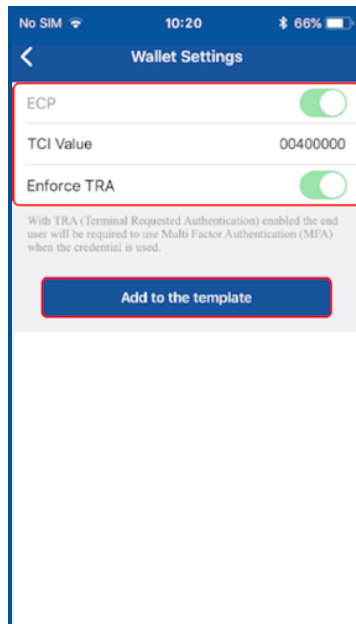 No SIM 10:20 66%
Wallet Settings
ECP
TCI Value 00400000
Enforce TRA
With TRA (Terminal Requested Authentication) enabled the end
user will be required to use Multi Factor Authentication (MFA)
when the credential is used.
Add to the template